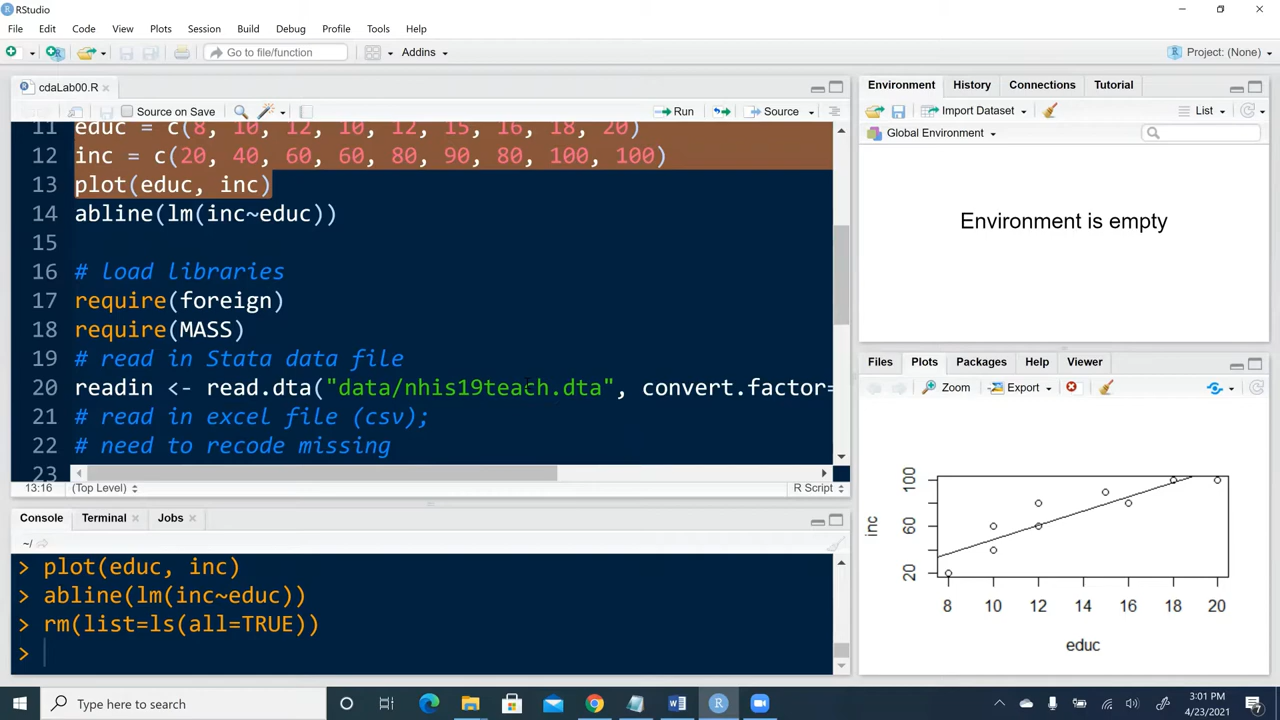 RStudio
File Edit Code View Plots Session Build Debug Profile Tools Help
Go to file/function Addins Project: (None)
cdaLab00.R
Source on Save Run Source
11 educ = c(8, 10, 12, 10, 12, 15, 16, 18, 20)
12 inc = c(20, 40, 60, 60, 80, 90, 80, 100, 100)
13 plot(educ, inc)
14 abline(lm(inc~educ))
15
16 # load libraries
17 require(foreign)
18 require(MASS)
19 # read in Stata data file
20 readin <- read.dta("data/nhis19teach.dta", convert.factor=
21 # read in excel file (csv);
22 # need to recode missing
23
13:16 (Top Level) R Script
Console Terminal Jobs
~/
> plot(educ, inc)
> abline(lm(inc~educ))
> rm(list=ls(all=TRUE))
>
Environment History Connections Tutorial
Import Dataset List
Global Environment
Environment is empty
Files Plots Packages Help Viewer
Zoom Export
inc
100
60
20
8 10 12 14 16 18 20
educ
Type here to search
3:01 PM
4/23/2021
7